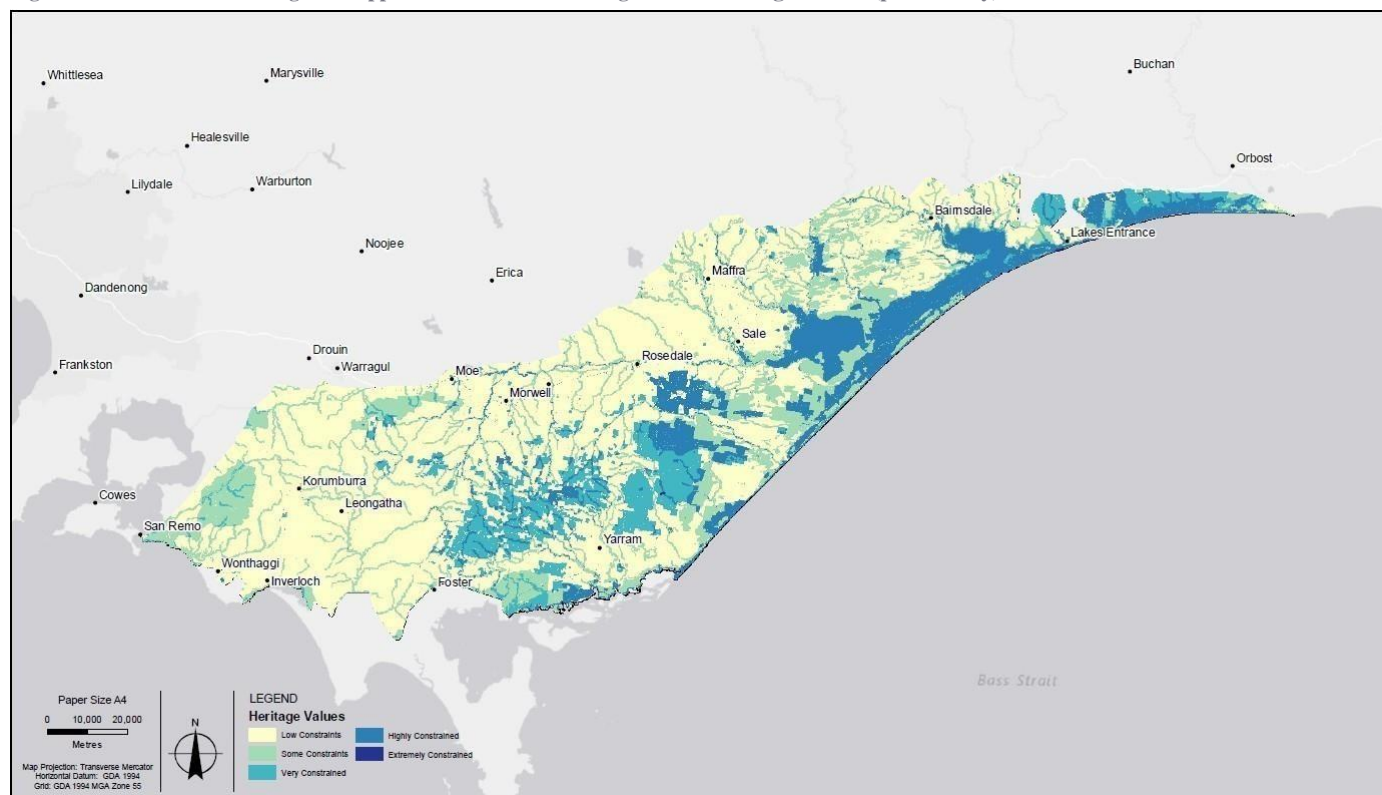 Whittlesea
Marysville
Buchan
Healesville
Orbost
Lilydale
Warburton
Bairnsdale
Lakes Entrance
Noojee
Erica
Maffra
Dandenong
Sale
Drouin
Rosedale
Frankston
Warragul
Moe
Morwell
Korumburra
Cowes
Leongatha
San Remo
Yarram
Wonthaggi
Inverloch
Foster
Bass Strait
Paper Size A4
0 10,000 20,000
Metres
Map Projection: Transverse Mercator
Horizontal Datum: GDA 1994
Grid: GDA 1994 MGA Zone 55
N
LEGEND
Heritage Values
Low Constraints
Some Constraints
Very Constrained
Highly Constrained
Extremely Constrained